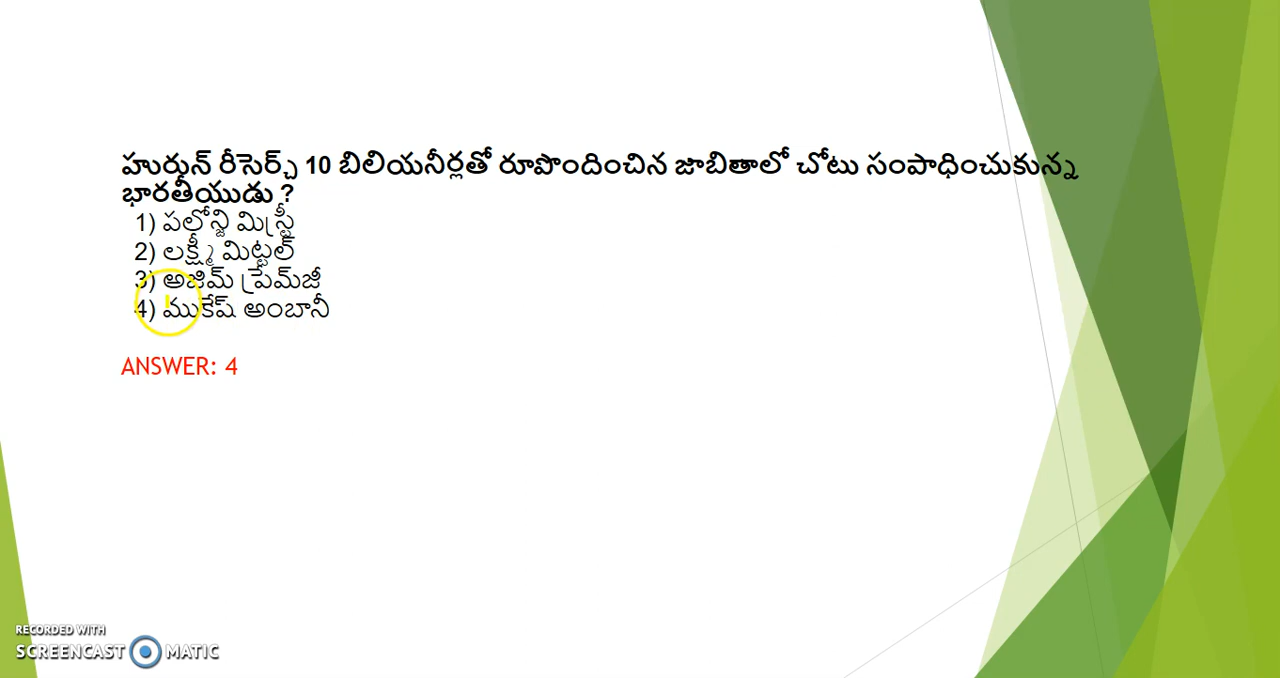 హురున్ రీసెర్చ్ 10 బిలియనీర్లతో రూపొందించిన జాబితాలో చోటు సంపాధించుకున్న
భారతీయుడు ?
1) పలోన్జి మిస్త్రీ
2) లక్ష్మీ మిట్టల్
3) అజిమ్ ప్రేమ్‌జీ
4) ముకేష్ అంబానీ
ANSWER: 4
RECORDED WITH
SCREENCAST MATIC